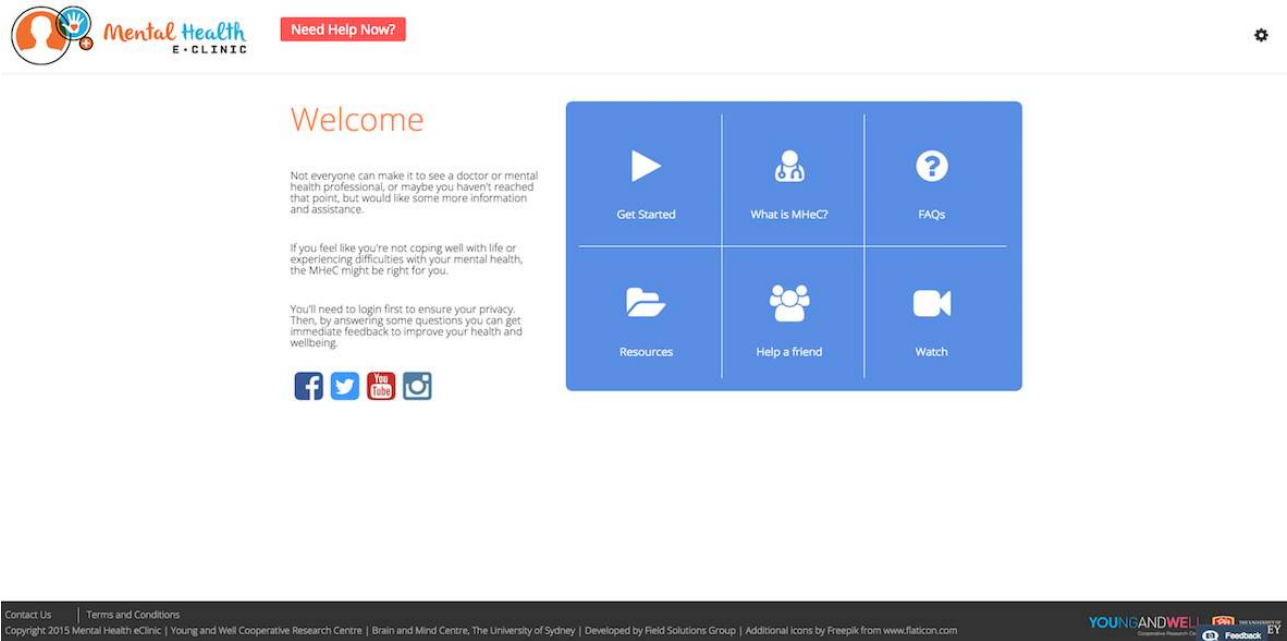 Mental Health
E·CLINIC
Need Help Now?
Welcome
Not everyone can make it to see a doctor or mental
health professional, or maybe you haven't reached
that point, but would like some more information
and assistance.
If you feel like you're not coping well with life or
experiencing difficulties with your mental health,
the MHeC might be right for you.
You'll need to login first to ensure your privacy.
Then, by answering some questions you can get
immediate feedback to improve your health and
wellbeing.
You
Tube
Get Started
What is MHeC?
FAQs
Resources
Help a friend
Watch
Contact Us | Terms and Conditions
Copyright 2015 Mental Health eClinic | Young and Well Cooperative Research Centre | Brain and Mind Centre, The University of Sydney | Developed by Field Solutions Group | Additional icons by Freepik from www.flaticon.com
YOUNGANDWELL
Cooperative Research
Feedback